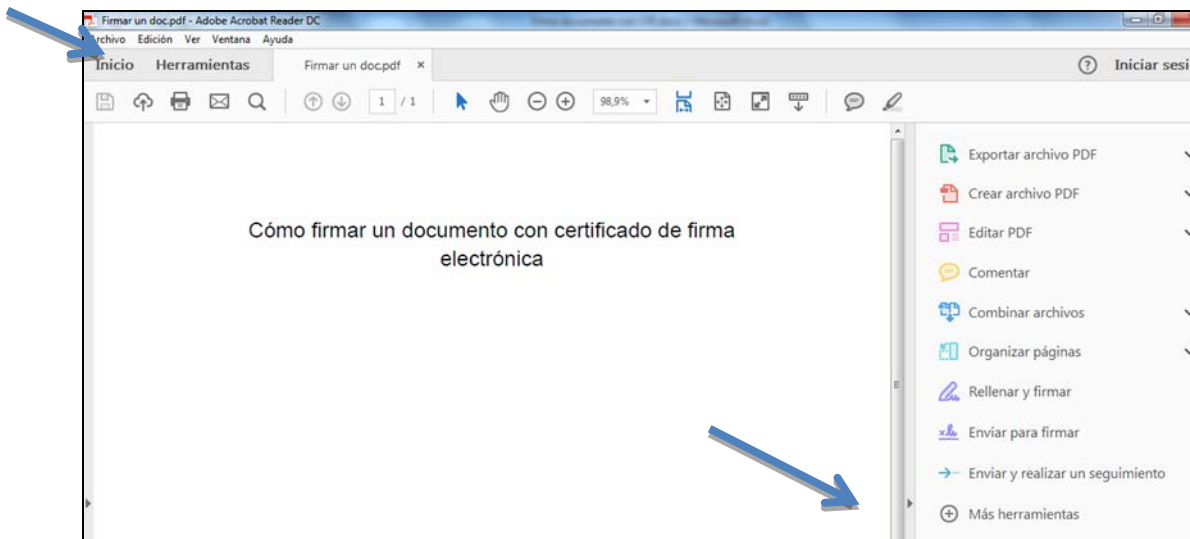 Firmar un doc.pdf - Adobe Acrobat Reader DC
Archivo Edición Ver Ventana Ayuda
Inicio Herramientas Firmar un doc.pdf × ? Iniciar sesi
1 / 1 98,9%
Cómo firmar un documento con certificado de firma
electrónica
Exportar archivo PDF
Crear archivo PDF
Editar PDF
Comentar
Combinar archivos
Organizar páginas
Rellenar y firmar
Enviar para firmar
Enviar y realizar un seguimiento
Más herramientas